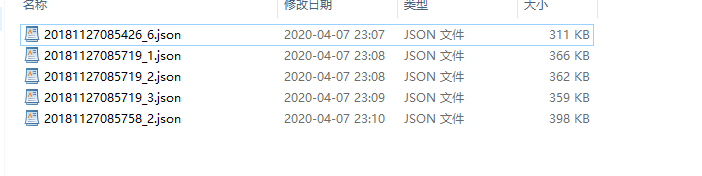 名称 修改日期 类型 大小
20181127085426_6.json 2020-04-07 23:07 JSON 文件 311 KB
20181127085719_1.json 2020-04-07 23:08 JSON 文件 366 KB
20181127085719_2.json 2020-04-07 23:08 JSON 文件 362 KB
20181127085719_3.json 2020-04-07 23:09 JSON 文件 359 KB
20181127085758_2.json 2020-04-07 23:10 JSON 文件 398 KB